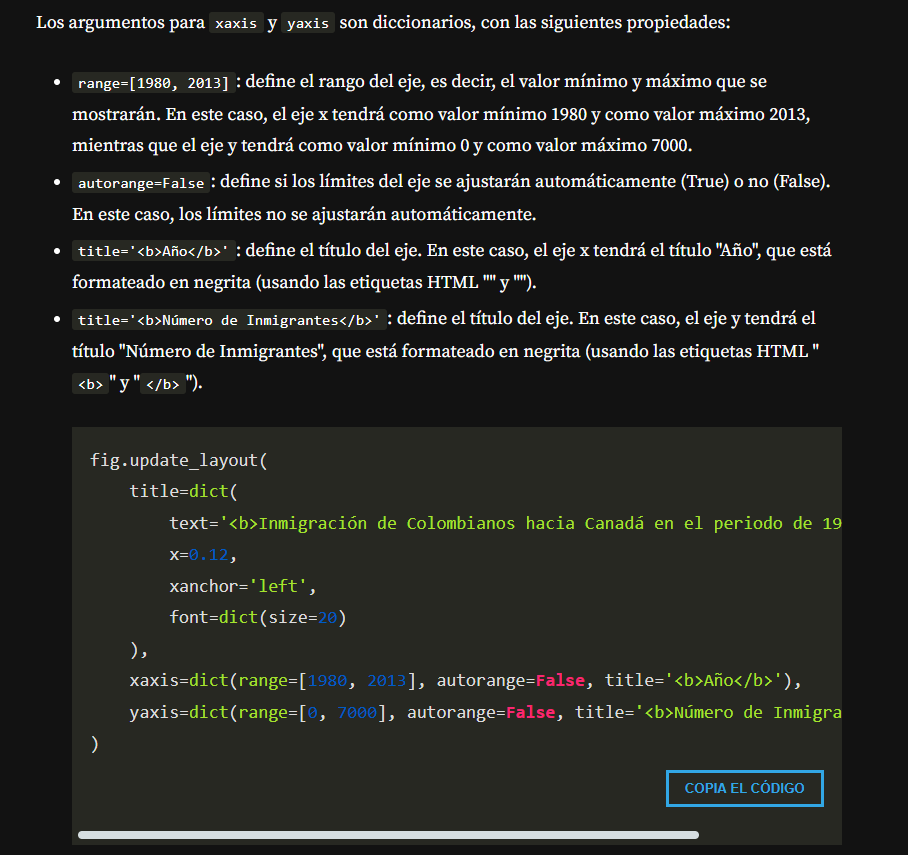 Los argumentos para xaxis y yaxis son diccionarios, con las siguientes propiedades:
• range=[1980, 2013]: define el rango del eje, es decir, el valor mínimo y máximo que se
mostrarán. En este caso, el eje x tendrá como valor mínimo 1980 y como valor máximo 2013,
mientras que el eje y tendrá como valor mínimo 0 y como valor máximo 7000.
• autorange=False: define si los límites del eje se ajustarán automáticamente (True) o no (False).
En este caso, los límites no se ajustarán automáticamente.
• title='<b>Año</b>': define el título del eje. En este caso, el eje x tendrá el título "Año", que está
formateado en negrita (usando las etiquetas HTML "" y "").
• title='<b>Número de Inmigrantes</b>': define el título del eje. En este caso, el eje y tendrá el
título "Número de Inmigrantes", que está formateado en negrita (usando las etiquetas HTML "
<b>" y "</b>").
fig.update_layout(
    title=dict(
        text='<b>Inmigración de Colombianos hacia Canadá en el periodo de 19
        x=0.12,
        xanchor='left',
        font=dict(size=20)
    ),
    xaxis=dict(range=[1980, 2013], autorange=False, title='<b>Año</b>'),
    yaxis=dict(range=[0, 7000], autorange=False, title='<b>Número de Inmigra
)
COPIA EL CÓDIGO